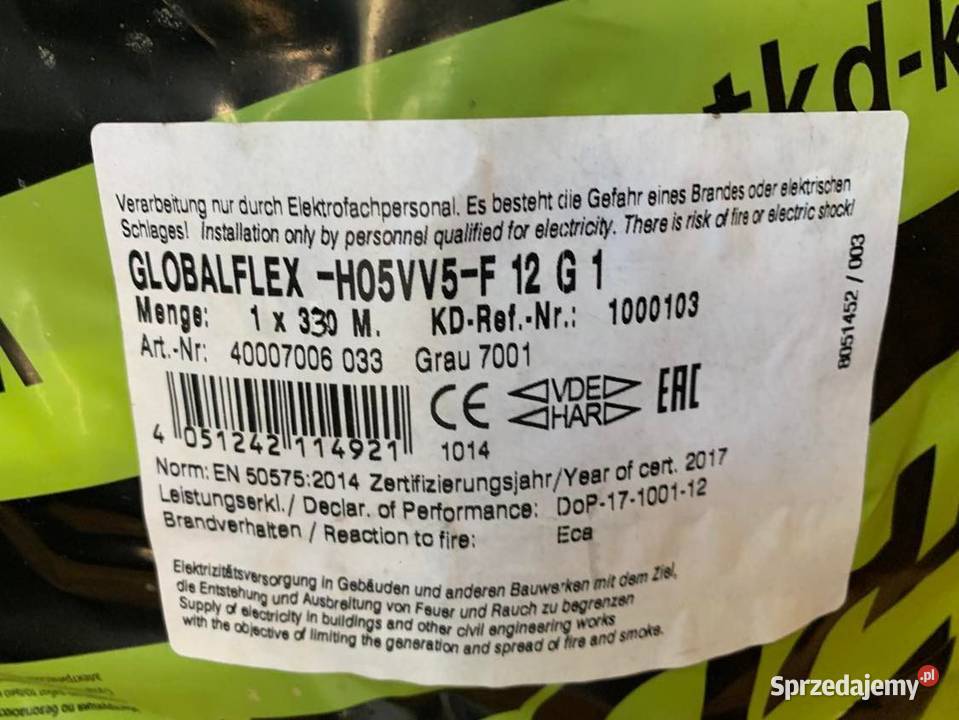 tkd-k
Verarbeitung nur durch Elektrofachpersonal. Es besteht die Gefahr eines Brandes oder elektrischen
Schlages! Installation only by personnel qualified for electricity. There is risk of fire or electric shock!
GLOBALFLEX -H05VV5-F 12 G 1
Menge: 1 x 330 M. KD-Ref.-Nr.: 1000103
Art.-Nr: 40007006 033 Grau 7001
8051452 / 003
4 051242 114921
CE
1014
VDE
HAR
EAC
Norm: EN 50575:2014 Zertifizierungsjahr/Year of cert. 2017
Leistungserkl./ Declar. of Performance: DoP-17-1001-12
Brandverhalten / Reaction to fire: Eca
Elektrizitätsversorgung in Gebäuden und anderen Bauwerken mit dem Ziel,
die Entstehung und Ausbreitung von Feuer und Rauch zu begrenzen
Supply of electricity in buildings and other civil engineering works
with the objective of limiting the generation and spread of fire and smoke.
Sprzedajemy.pl